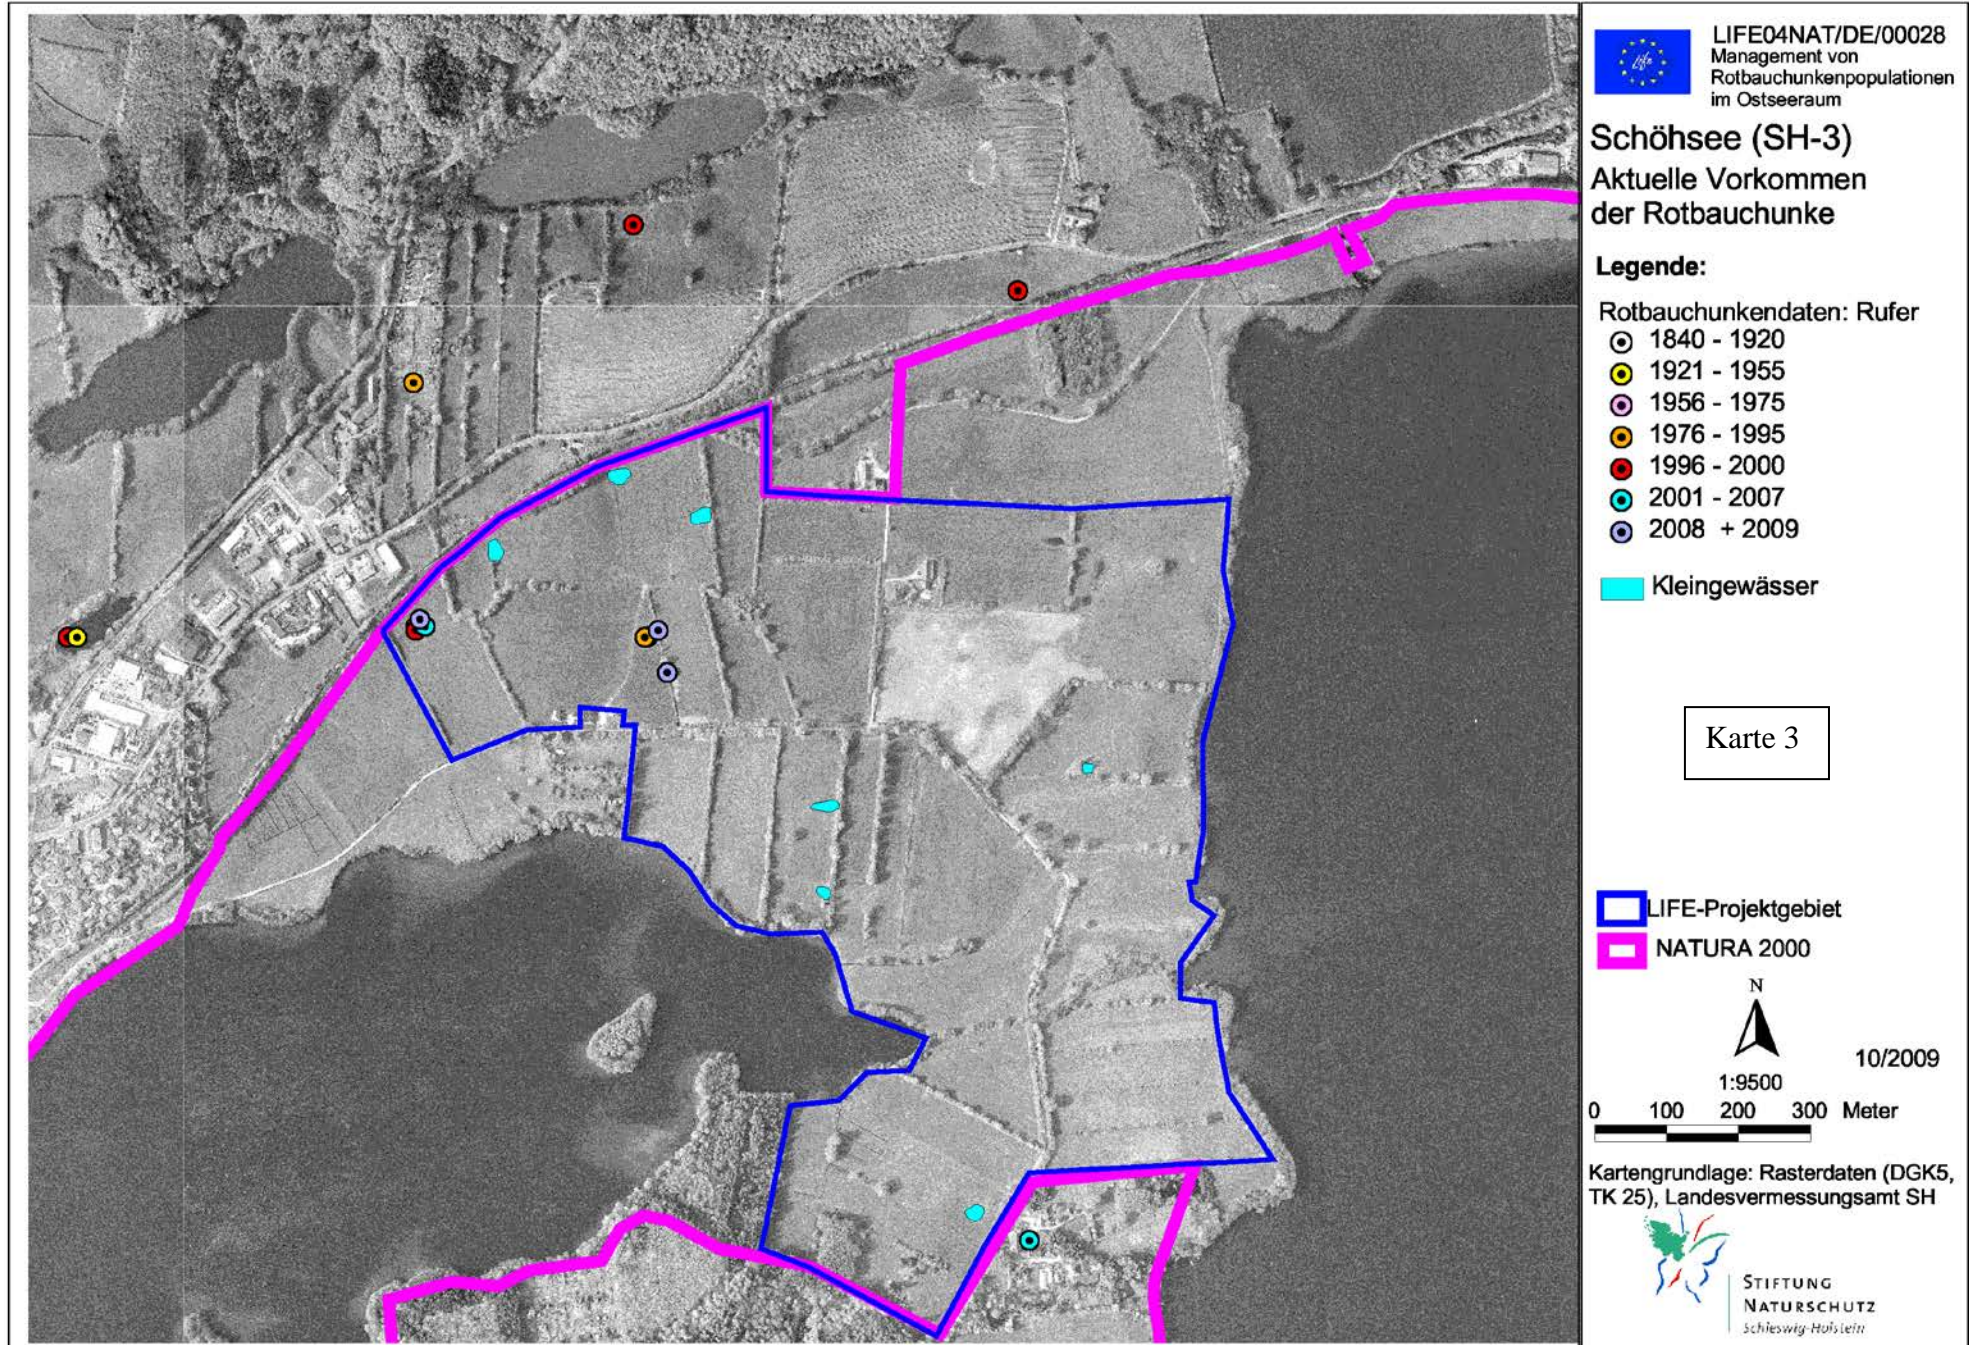 LIFE04NAT/DE/00028
Management von
Rotbauchunkenpopulationen
im Ostseeraum
Schöhsee (SH-3)
Aktuelle Vorkommen
der Rotbauchunke
Legende:
Rotbauchunkendaten: Rufer
1840 - 1920
1921 - 1955
1956 - 1975
1976 - 1995
1996 - 2000
2001 - 2007
2008 + 2009
Kleingewässer
Karte 3
LIFE-Projektgebiet
NATURA 2000
N
10/2009
1:9500
0 100 200 300 Meter
Kartengrundlage: Rasterdaten (DGK5,
TK 25), Landesvermessungsamt SH
STIFTUNG
NATURSCHUTZ
Schleswig-Holstein